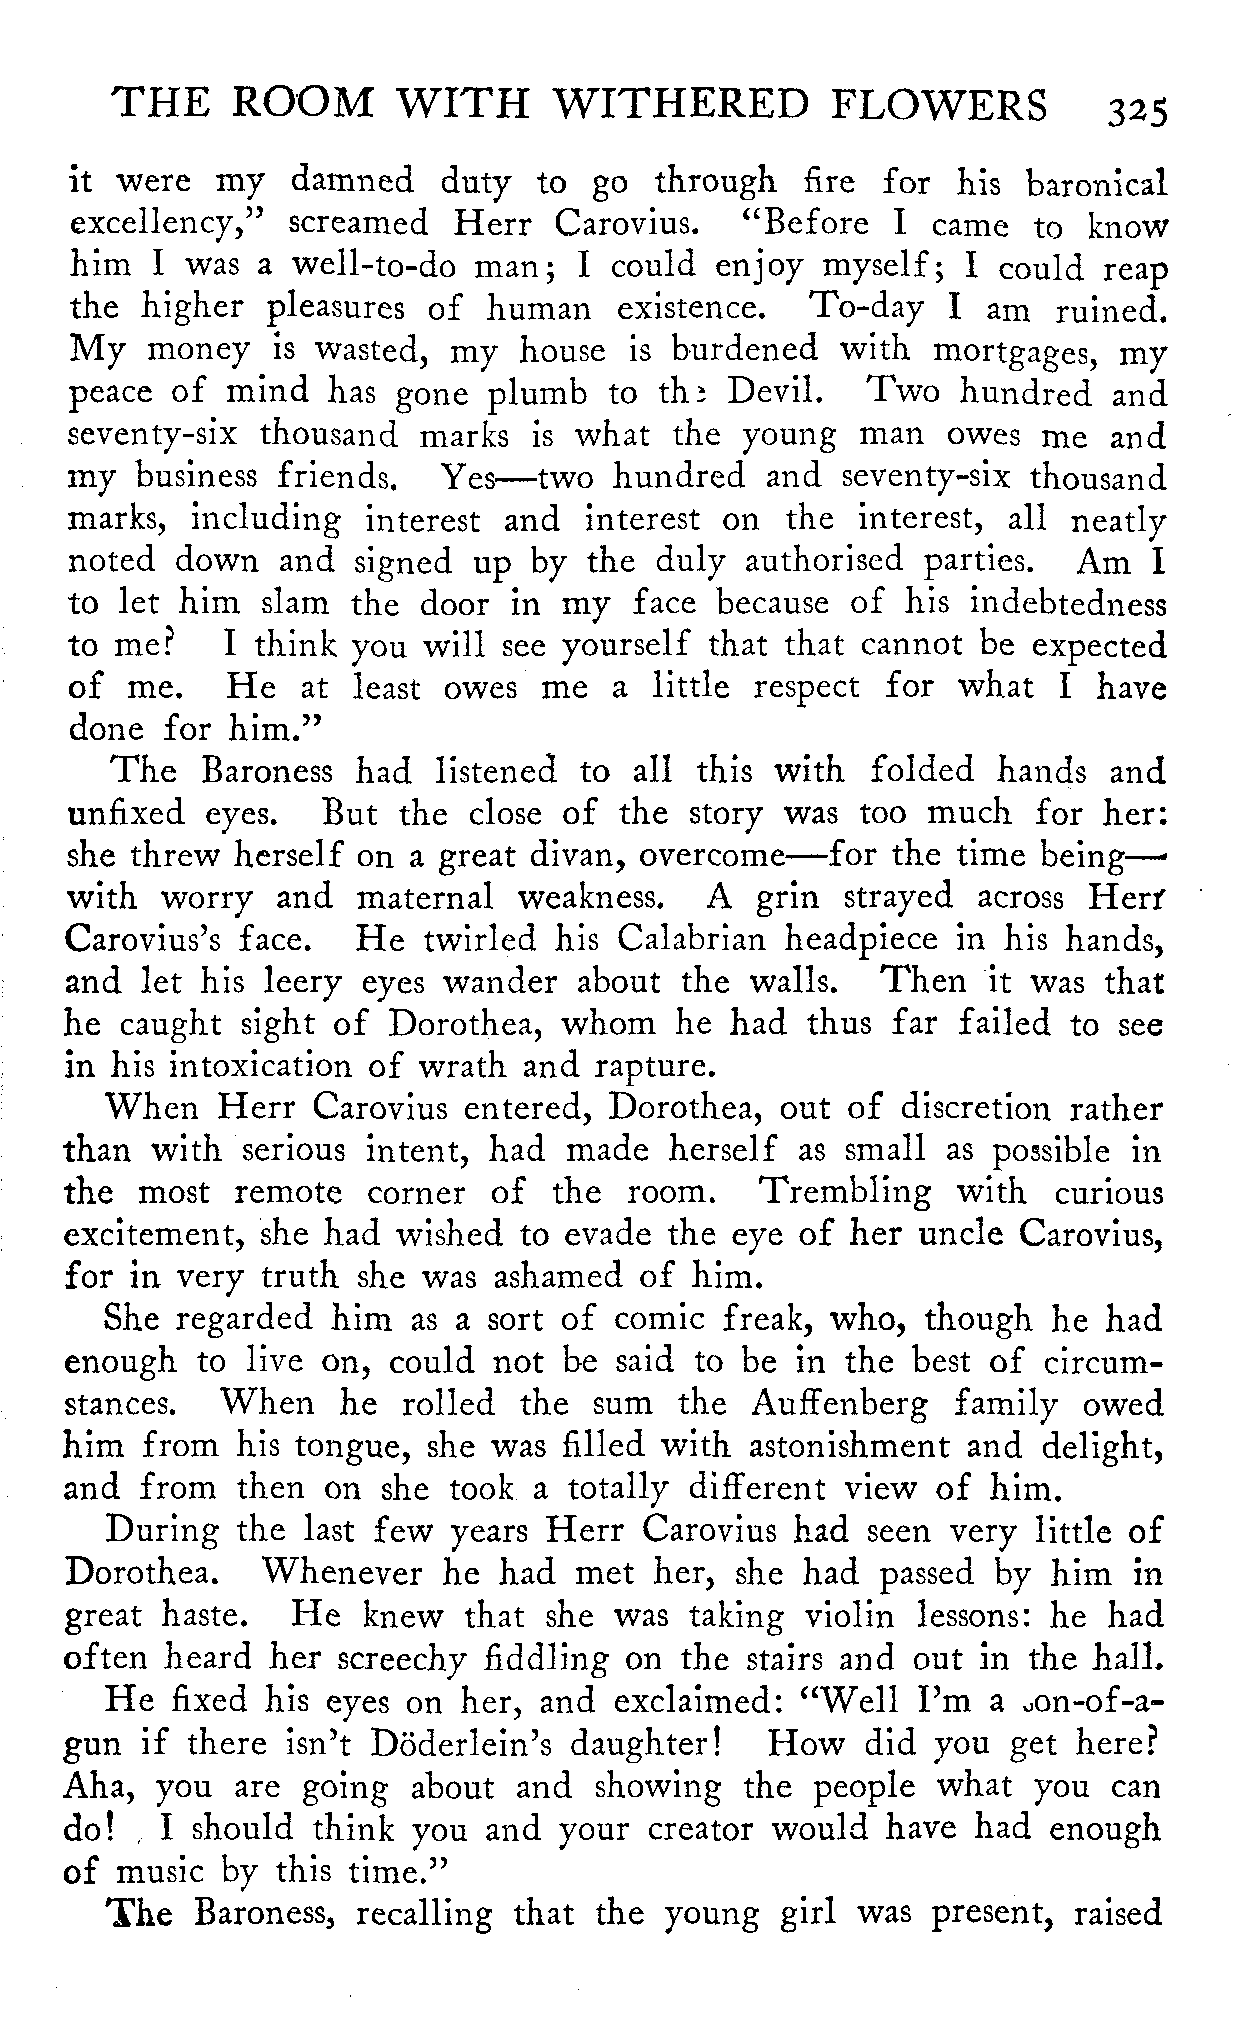 THE ROOM WITH WITHERED FLOWERS 325
it were my damned duty to go through fire for his baronical
excellency,” screamed Herr Carovius. “Before I came to know
him I was a well-to-do man; I could enjoy myself; I could reap
the higher pleasures of human existence. To-day I am ruined.
My money is wasted, my house is burdened with mortgages, my
peace of mind has gone plumb to the Devil. Two hundred and
seventy-six thousand marks is what the young man owes me and
my business friends. Yes—two hundred and seventy-six thousand
marks, including interest and interest on the interest, all neatly
noted down and signed up by the duly authorised parties. Am I
to let him slam the door in my face because of his indebtedness
to me? I think you will see yourself that that cannot be expected
of me. He at least owes me a little respect for what I have
done for him.”
The Baroness had listened to all this with folded hands and
unfixed eyes. But the close of the story was too much for her:
she threw herself on a great divan, overcome—for the time being—
with worry and maternal weakness. A grin strayed across Herr
Carovius’s face. He twirled his Calabrian headpiece in his hands,
and let his leery eyes wander about the walls. Then it was that
he caught sight of Dorothea, whom he had thus far failed to see
in his intoxication of wrath and rapture.
When Herr Carovius entered, Dorothea, out of discretion rather
than with serious intent, had made herself as small as possible in
the most remote corner of the room. Trembling with curious
excitement, she had wished to evade the eye of her uncle Carovius,
for in very truth she was ashamed of him.
She regarded him as a sort of comic freak, who, though he had
enough to live on, could not be said to be in the best of circum-
stances. When he rolled the sum the Auffenberg family owed
him from his tongue, she was filled with astonishment and delight,
and from then on she took a totally different view of him.
During the last few years Herr Carovius had seen very little of
Dorothea. Whenever he had met her, she had passed by him in
great haste. He knew that she was taking violin lessons: he had
often heard her screechy fiddling on the stairs and out in the hall.
He fixed his eyes on her, and exclaimed: “Well I’m a son-of-a-
gun if there isn’t Döderlein’s daughter! How did you get here?
Aha, you are going about and showing the people what you can
do! I should think you and your creator would have had enough
of music by this time.”
The Baroness, recalling that the young girl was present, raised